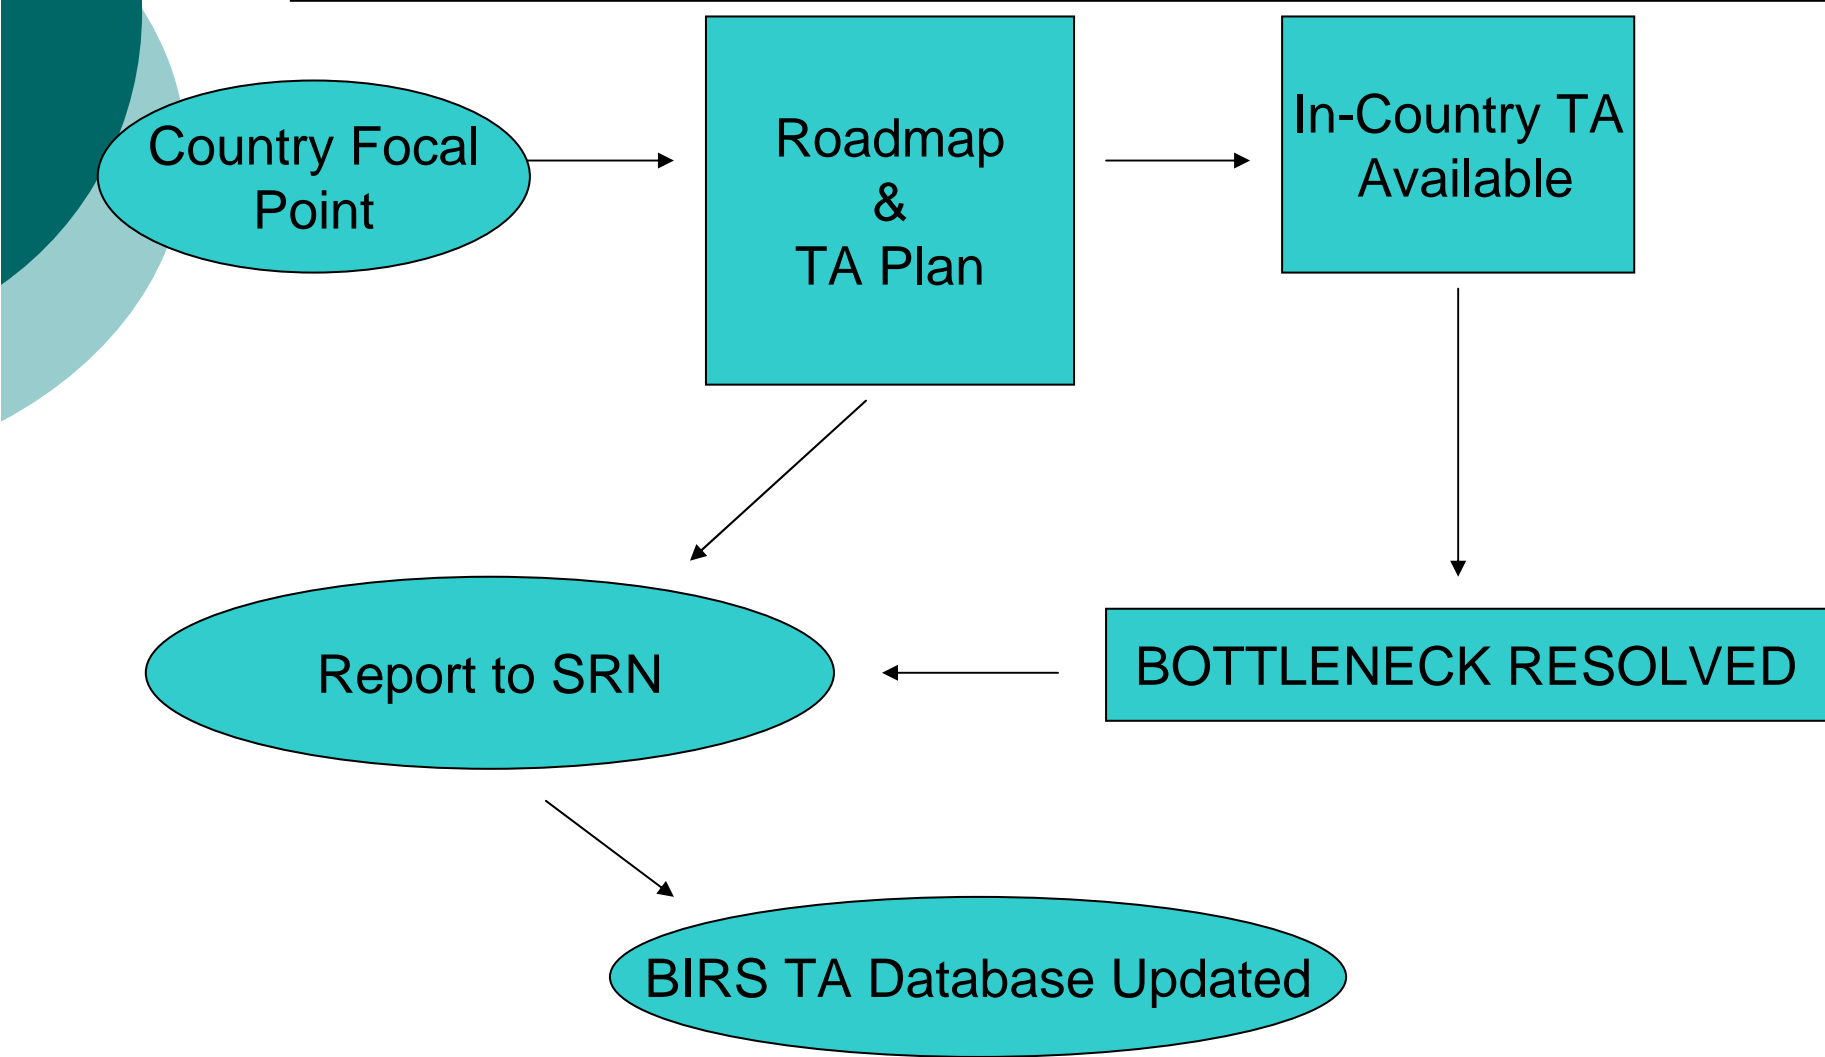 Country Focal
Point
Roadmap
&
TA Plan
In-Country TA
Available
Report to SRN
BOTTLENECK RESOLVED
BIRS TA Database Updated